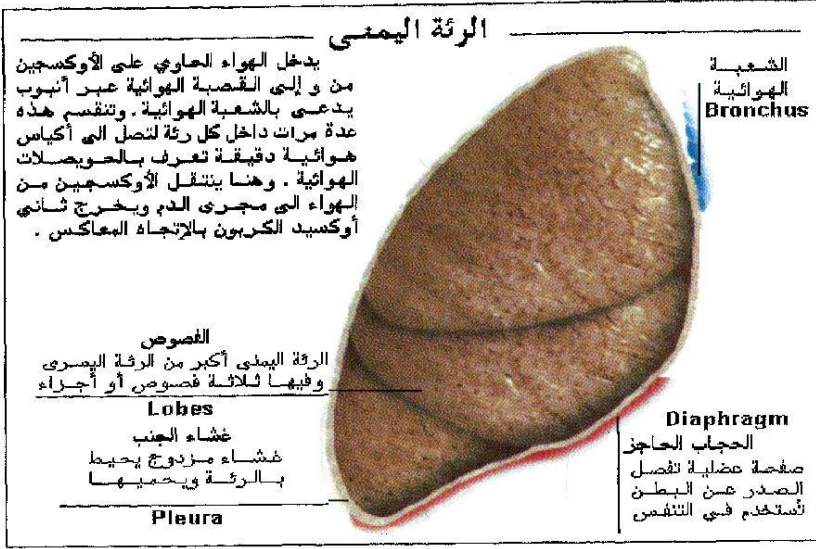 الرئة اليمنى
يدخل الهواء الحاوي على الأوكسجين
من و إلى القصبة الهوائية عبر أنبوب
يدعى بالشعبة الهوائية . وتنقسم هذه
عدة مرات داخل كل رئة لتصل الى أكياس
هوائية دقيقة تعرف بالحويصلات
الهوائية . وهنا ينتقل الأوكسجين من
الهواء الى مجرى الدم ويخرج ثاني
أوكسيد الكربون بالإتجاه المعاكس .
الشعبة
الهوائية
Bronchus
الفصوص
الرئة اليمنى أكبر من الرئة اليسرى
وفيها ثلاثة فصوص أو أجزاء
Lobes
غشاء الجنب
غشاء مزدوج يحيط
بالرئة ويحميها
Pleura
Diaphragm
الحجاب الحاجز
صفحة عضلية تفصل
الصدر عن البطن
تستخدم في التنفس